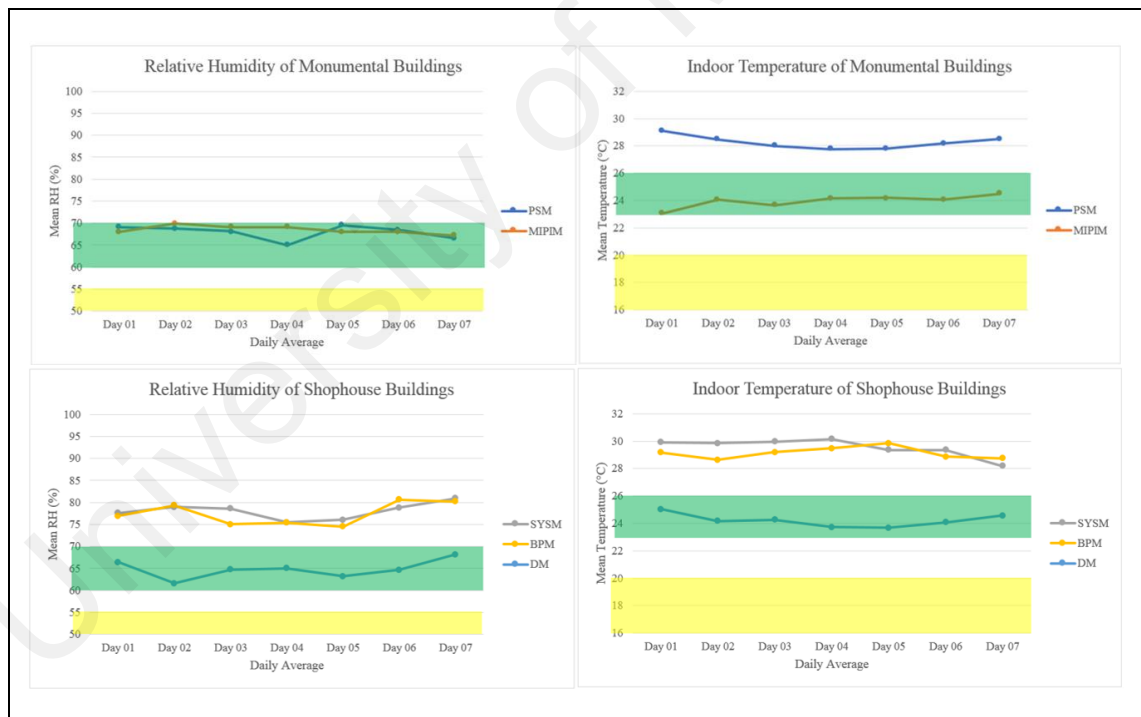 University of M
Relative Humidity of Monumental Buildings
Mean RH (%)
100
95
90
85
80
75
70
65
60
55
50
Day 01 Day 02 Day 03 Day 04 Day 05 Day 06 Day 07
Daily Average
PSM
MIPIM
Indoor Temperature of Monumental Buildings
Mean Temperature (°C)
32
30
28
26
24
22
20
18
16
Day 01 Day 02 Day 03 Day 04 Day 05 Day 06 Day 07
Daily Average
PSM
MIPIM
Relative Humidity of Shophouse Buildings
Mean RH (%)
100
95
90
85
80
75
70
65
60
55
50
Day 01 Day 02 Day 03 Day 04 Day 05 Day 06 Day 07
Daily Average
SYSM
BPM
DM
Indoor Temperature of Shophouse Buildings
Mean Temperature (°C)
32
30
28
26
24
22
20
18
16
Day 01 Day 02 Day 03 Day 04 Day 05 Day 06 Day 07
Daily Average
SYSM
BPM
DM